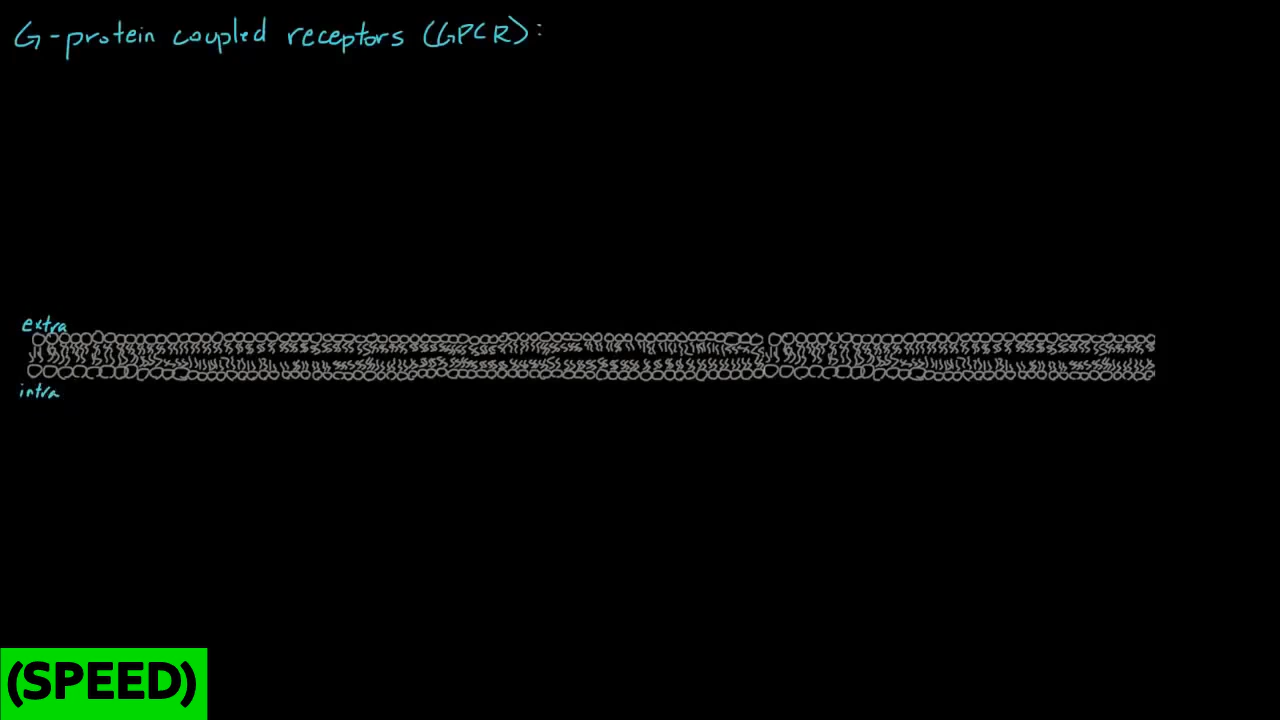 G-protein coupled receptors (GPCR):
extra
intra
(SPEED)